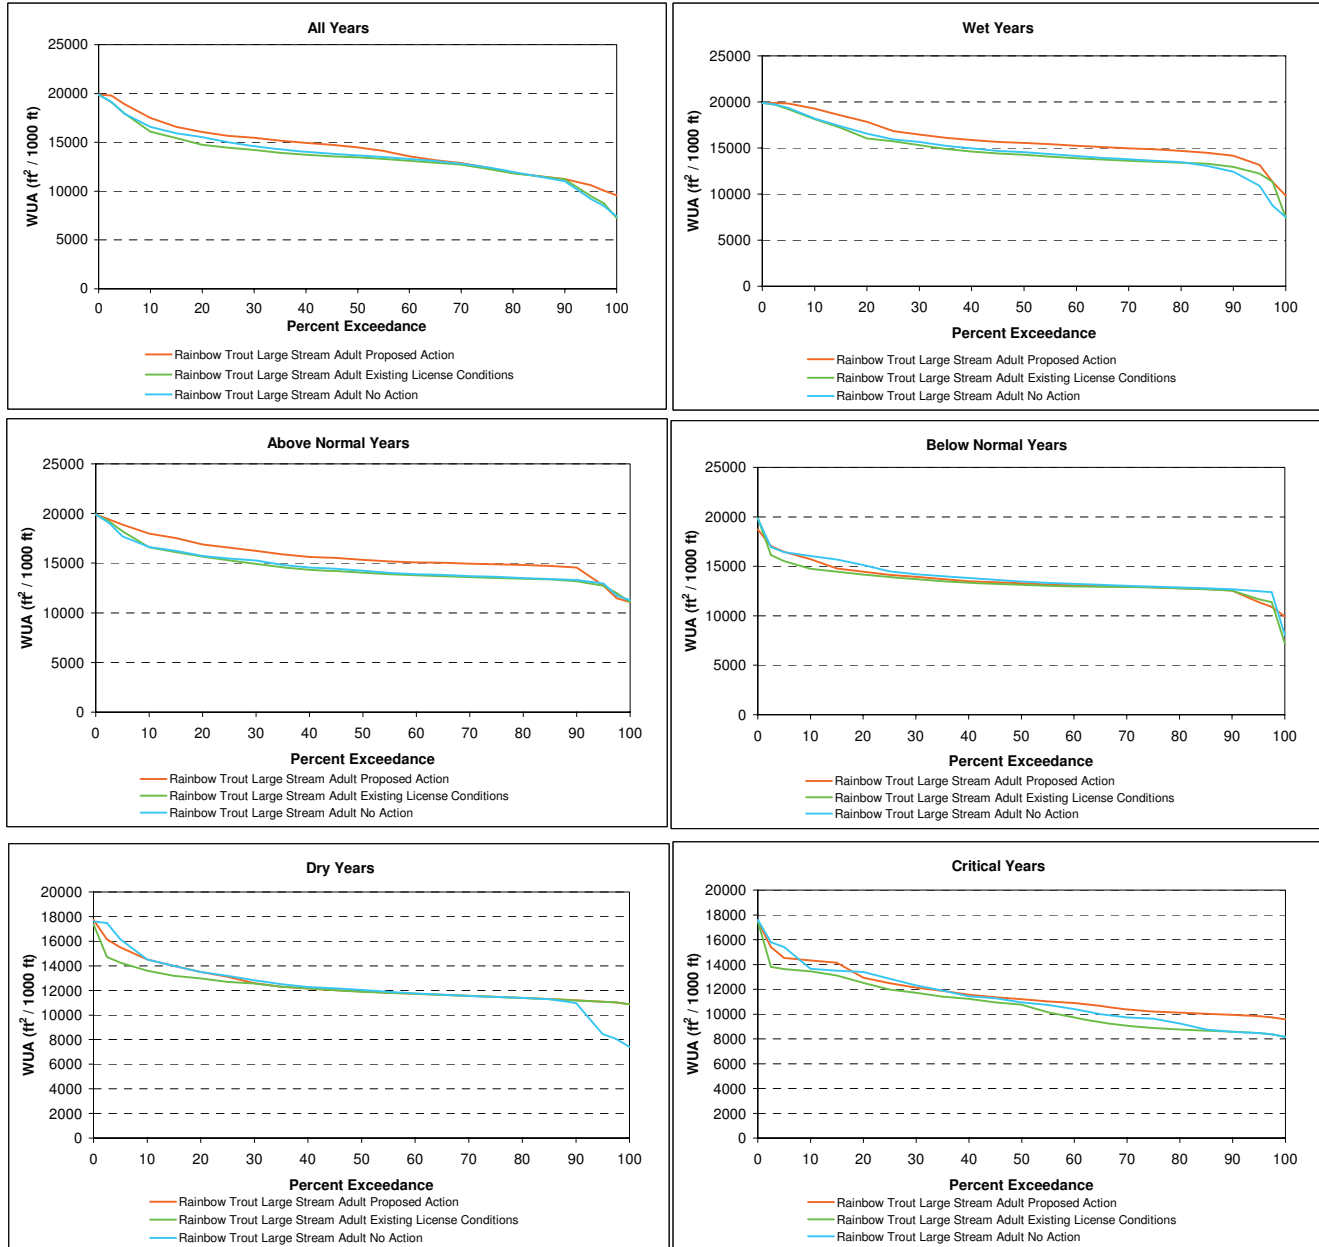 All Years
25000
20000
15000
10000
5000
0
WUA (ft² / 1000 ft)
0 10 20 30 40 50 60 70 80 90 100
Percent Exceedance
Rainbow Trout Large Stream Adult Proposed Action
Rainbow Trout Large Stream Adult Existing License Conditions
Rainbow Trout Large Stream Adult No Action
Wet Years
25000
20000
15000
10000
5000
0
WUA (ft² / 1000 ft)
0 10 20 30 40 50 60 70 80 90 100
Percent Exceedance
Rainbow Trout Large Stream Adult Proposed Action
Rainbow Trout Large Stream Adult Existing License Conditions
Rainbow Trout Large Stream Adult No Action
Above Normal Years
25000
20000
15000
10000
5000
0
WUA (ft² / 1000 ft)
0 10 20 30 40 50 60 70 80 90 100
Percent Exceedance
Rainbow Trout Large Stream Adult Proposed Action
Rainbow Trout Large Stream Adult Existing License Conditions
Rainbow Trout Large Stream Adult No Action
Below Normal Years
25000
20000
15000
10000
5000
0
WUA (ft² / 1000 ft)
0 10 20 30 40 50 60 70 80 90 100
Percent Exceedance
Rainbow Trout Large Stream Adult Proposed Action
Rainbow Trout Large Stream Adult Existing License Conditions
Rainbow Trout Large Stream Adult No Action
Dry Years
20000
18000
16000
14000
12000
10000
8000
6000
4000
2000
0
WUA (ft² / 1000 ft)
0 10 20 30 40 50 60 70 80 90 100
Percent Exceedance
Rainbow Trout Large Stream Adult Proposed Action
Rainbow Trout Large Stream Adult Existing License Conditions
Rainbow Trout Large Stream Adult No Action
Critical Years
20000
18000
16000
14000
12000
10000
8000
6000
4000
2000
0
WUA (ft² / 1000 ft)
0 10 20 30 40 50 60 70 80 90 100
Percent Exceedance
Rainbow Trout Large Stream Adult Proposed Action
Rainbow Trout Large Stream Adult Existing License Conditions
Rainbow Trout Large Stream Adult No Action